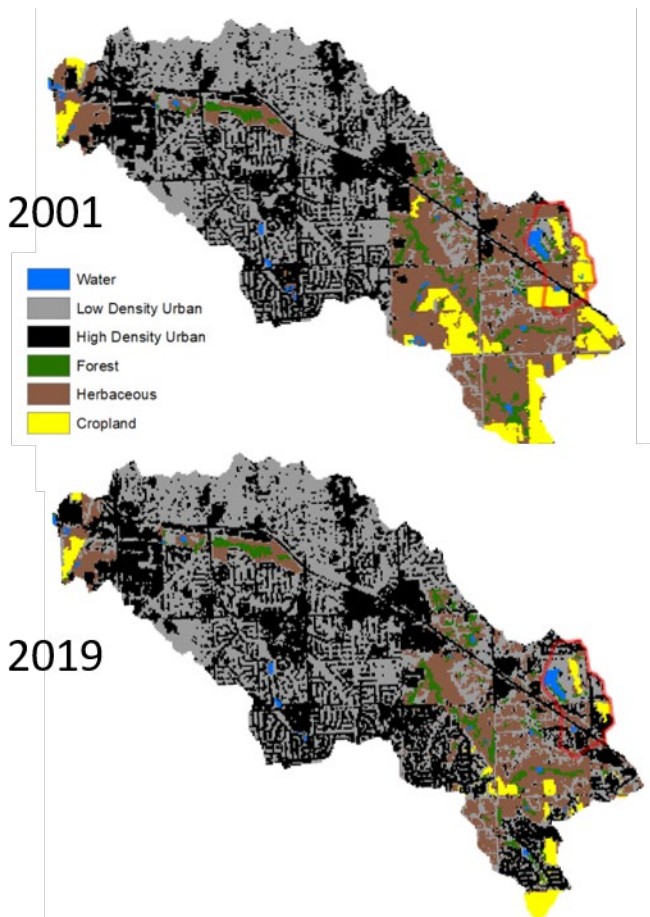 2001
Water
Low Density Urban
High Density Urban
Forest
Herbaceous
Cropland
2019